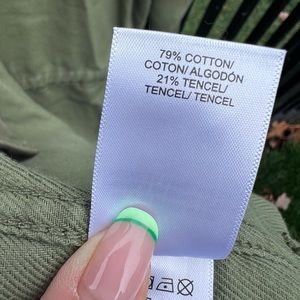 79% COTTON/
COTON/ ALGODÓN
21% TENCEL/
TENCEL/ TENCEL